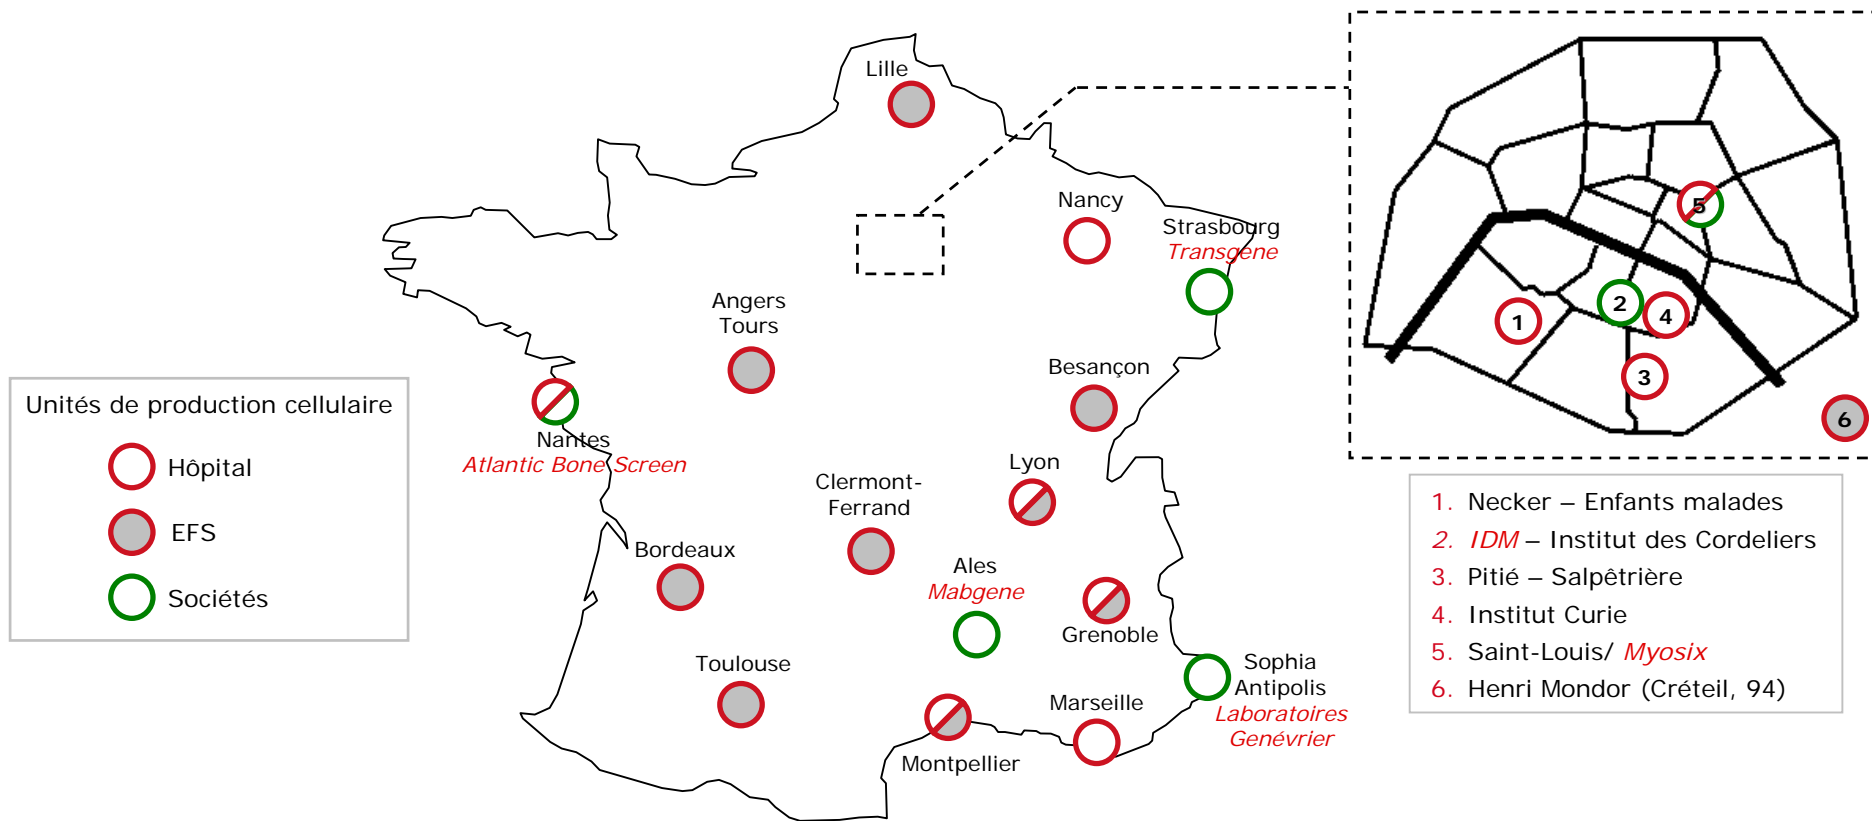 Lille
Nancy
Strasbourg
Transgene
Angers
Tours
Besançon
Nantes
Atlantic Bone Screen
Lyon
Clermont-
Ferrand
Bordeaux
Ales
Mabgene
Grenoble
Toulouse
Sophia
Antipolis
Laboratoires
Genévrier
Marseille
Montpellier
Unités de production cellulaire
Hôpital
EFS
Sociétés
5
2
4
1
3
6
1. Necker – Enfants malades
2. IDM – Institut des Cordeliers
3. Pitié – Salpêtrière
4. Institut Curie
5. Saint-Louis/ Myosix
6. Henri Mondor (Créteil, 94)